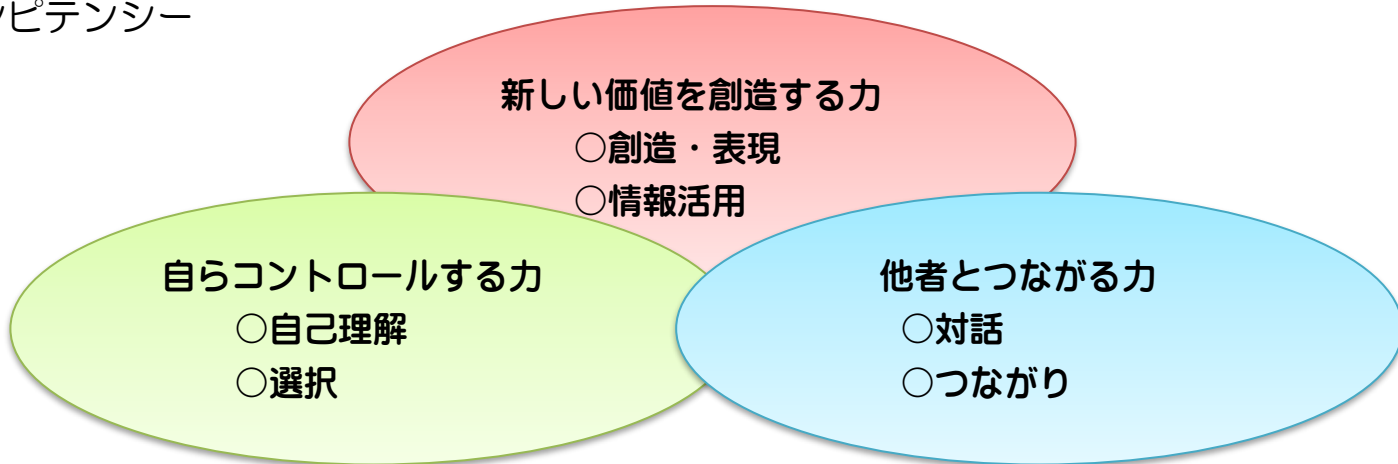 ピテンシー
新しい価値を創造する力
○創造・表現
○情報活用
自らコントロールする力
○自己理解
○選択
他者とつながる力
○対話
○つながり